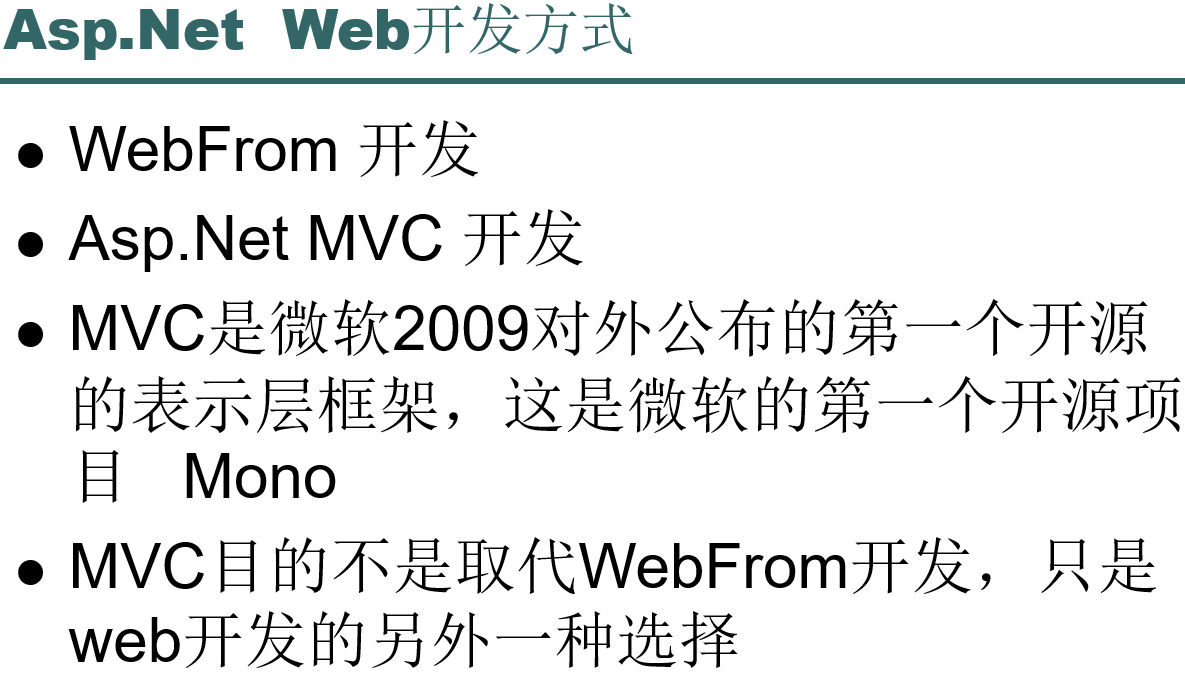 Asp.Net Web开发方式
● WebFrom 开发
● Asp.Net MVC 开发
● MVC是微软2009对外公布的第一个开源
的表示层框架，这是微软的第一个开源项
目 Mono
● MVC目的不是取代WebFrom开发，只是
web开发的另外一种选择